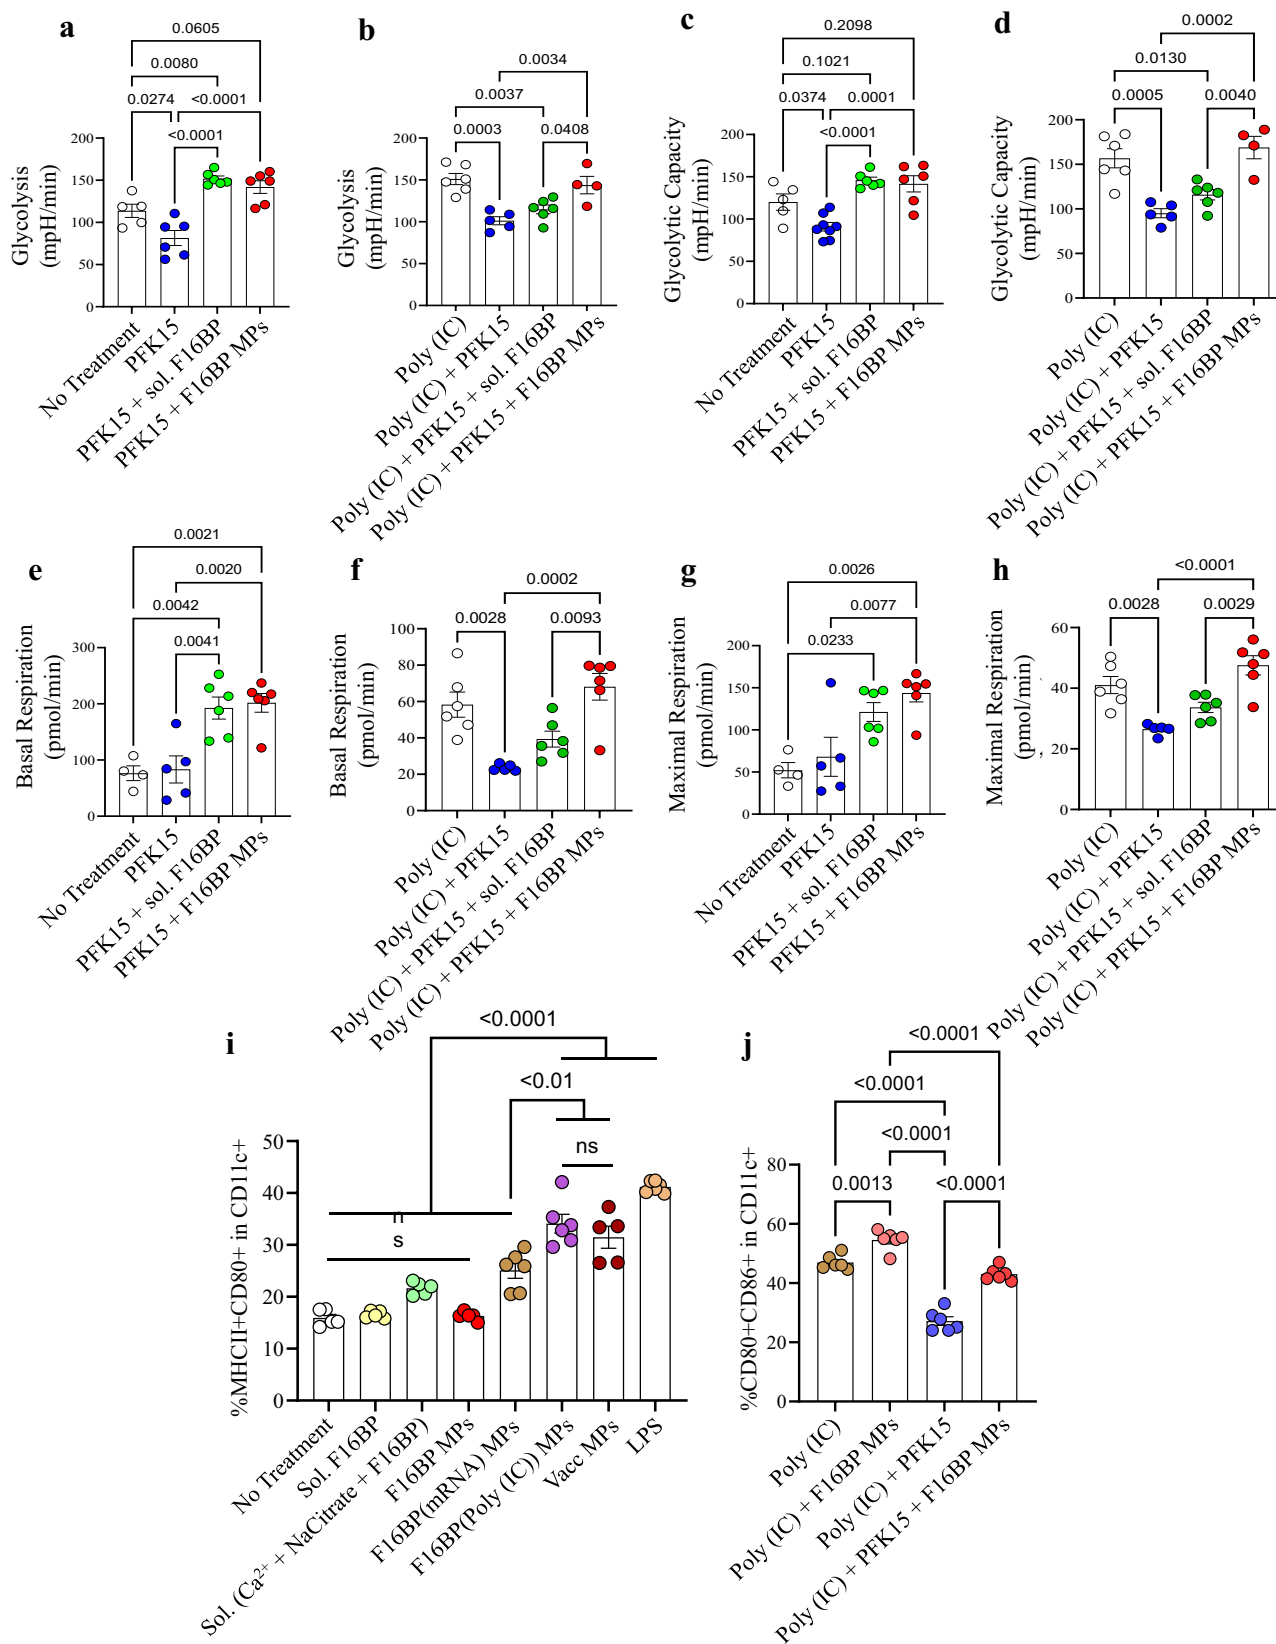 a
0.0605
0.0080
0.0274
<0.0001
<0.0001
Glycolysis
(mpH/min)
200
150
100
50
0
No Treatment
PFK15
PFK15 + sol. F16BP
PFK15 + F16BP MPs
b
0.0034
0.0037
0.0003
0.0408
Glycolysis
(mpH/min)
200
150
100
50
0
Poly (IC)
Poly (IC) + PFK15
Poly (IC) + PFK15 + sol. F16BP
Poly (IC) + PFK15 + F16BP MPs
c
0.2098
0.1021
0.0374
0.0001
<0.0001
Glycolytic Capacity
(mpH/min)
200
150
100
50
0
No Treatment
PFK15
PFK15 + sol. F16BP
PFK15 + F16BP MPs
d
0.0002
0.0130
0.0005
0.0040
Glycolytic Capacity
(mpH/min)
200
150
100
50
0
Poly (IC)
Poly (IC) + PFK15
Poly (IC) + PFK15 + sol. F16BP
Poly (IC) + PFK15 + F16BP MPs
e
0.0021
0.0020
0.0042
0.0041
Basal Respiration
(pmol/min)
300
200
100
0
No Treatment
PFK15
PFK15 + sol. F16BP
PFK15 + F16BP MPs
f
0.0002
0.0028
0.0093
Basal Respiration
(pmol/min)
100
80
60
40
20
0
Poly (IC)
Poly (IC) + PFK15
Poly (IC) + PFK15 + sol. F16BP
Poly (IC) + PFK15 + F16BP MPs
g
0.0026
0.0077
0.0233
Maximal Respiration
(pmol/min)
200
150
100
50
0
No Treatment
PFK15
PFK15 + sol. F16BP
PFK15 + F16BP MPs
h
<0.0001
0.0028
0.0029
Maximal Respiration
(pmol/min)
60
40
20
0
Poly (IC)
Poly (IC) + PFK15
Poly (IC) + PFK15 + sol. F16BP
Poly (IC) + PFK15 + F16BP MPs
i
<0.0001
<0.01
ns
n
s
%MHCII+CD80+ in CD11c+
50
40
30
20
10
0
No Treatment
Sol. F16BP
Sol. (Ca²⁺ + NaCitrate + F16BP)
F16BP MPs
F16BP(mRNA) MPs
F16BP(Poly (IC)) MPs
Vacc MPs
LPS
j
<0.0001
<0.0001
<0.0001
0.0013
<0.0001
%CD80+CD86+ in CD11c+
80
60
40
20
0
Poly (IC)
Poly (IC) + F16BP MPs
Poly (IC) + PFK15
Poly (IC) + PFK15 + F16BP MPs